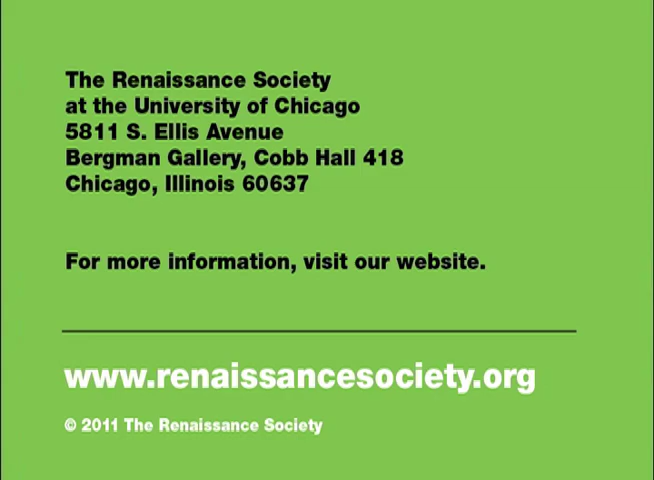 The Renaissance Society
at the University of Chicago
5811 S. Ellis Avenue
Bergman Gallery, Cobb Hall 418
Chicago, Illinois 60637
For more information, visit our website.
www.renaissancesociety.org
© 2011 The Renaissance Society